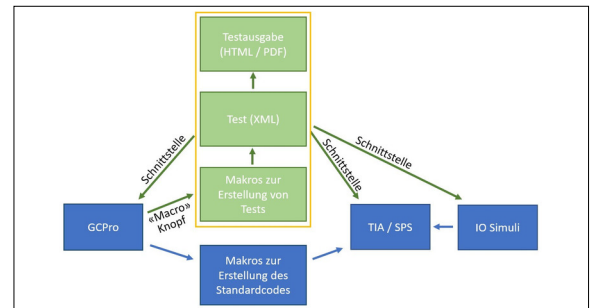 Testausgabe
(HTML / PDF)
Test (XML)
Schnittstelle
Schnittstelle
Schnittstelle
Makros zur
Erstellung von
Tests
«Macro»
Knopf
GCPro
TIA / SPS
IO Simuli
Makros zur
Erstellung des
Standardcodes